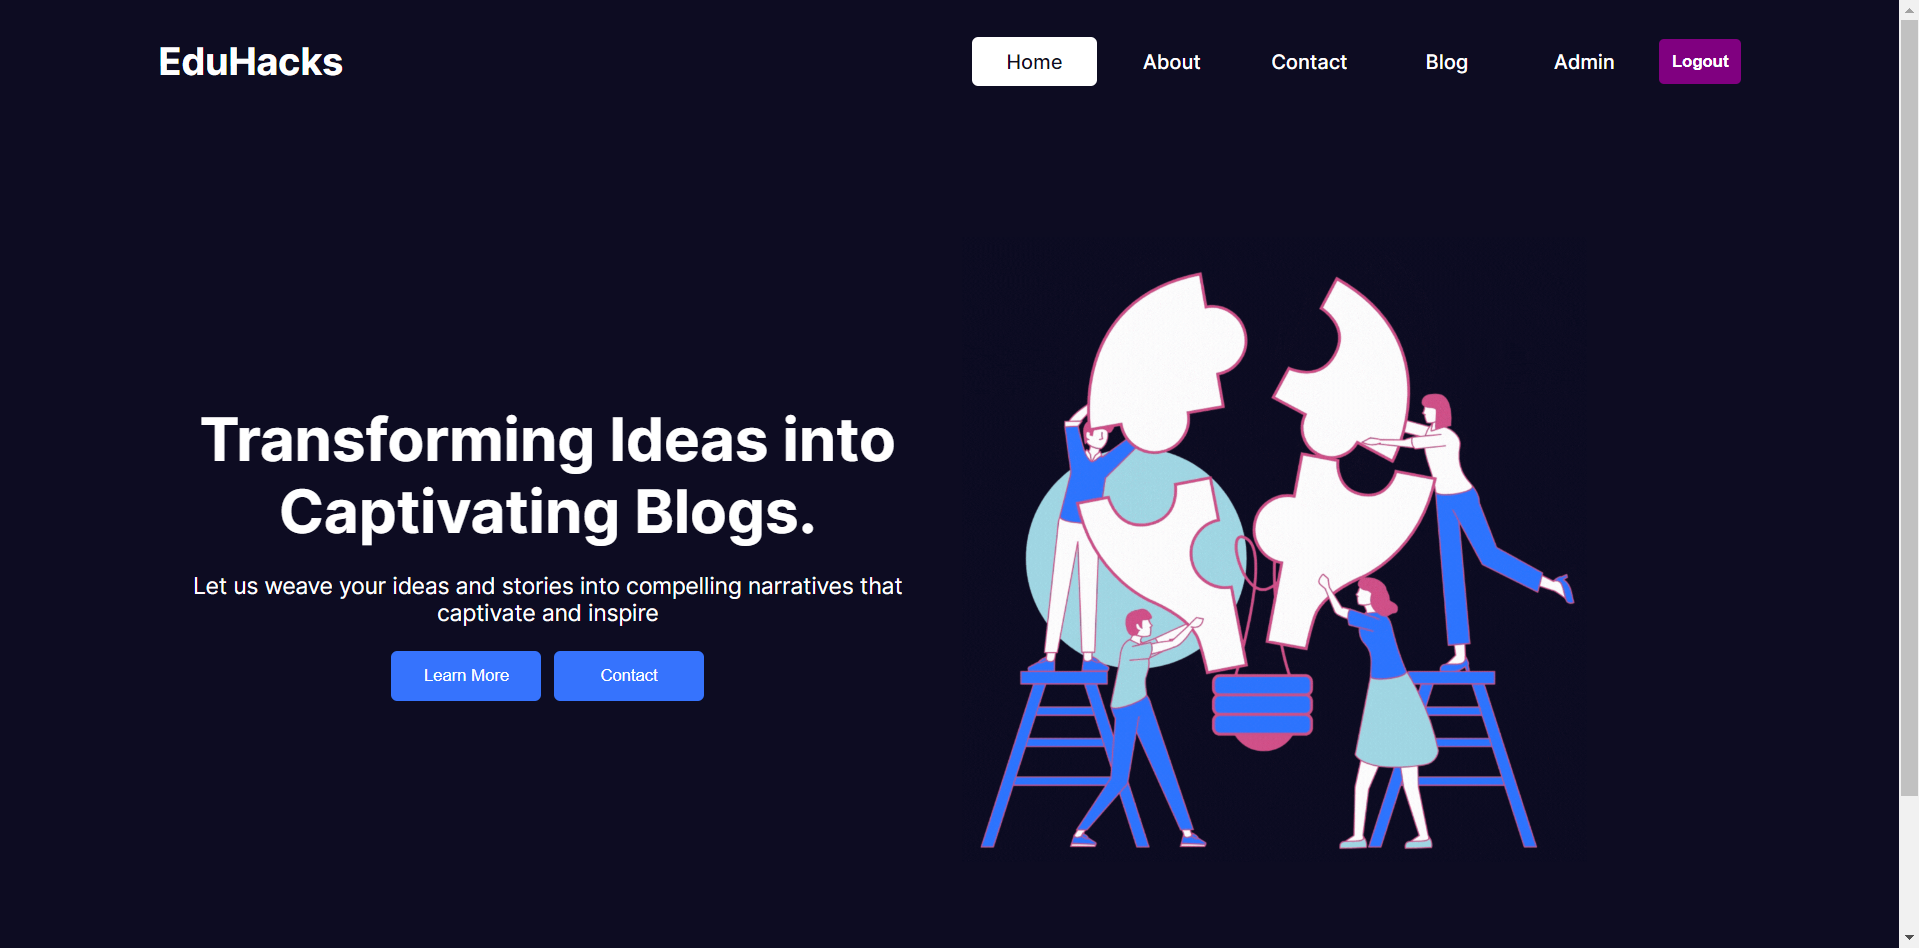 EduHacks
Home
About
Contact
Blog
Admin
Logout
Transforming Ideas into
Captivating Blogs.
Let us weave your ideas and stories into compelling narratives that
captivate and inspire
Learn More
Contact